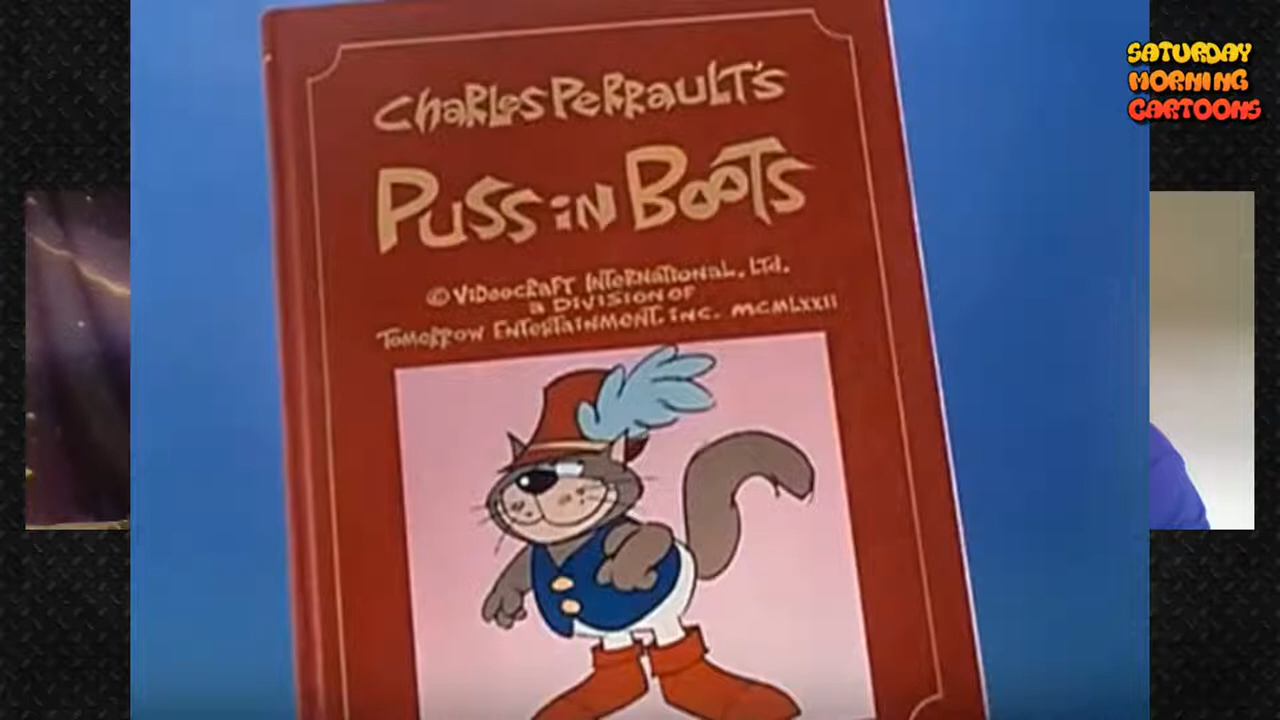 Charles Perrault's
Puss in Boots
© Videocraft International, Ltd.
a Division of
Tomorrow Entertainment, Inc. MCMLXXII
SATURDAY
MORNING
CARTOONS